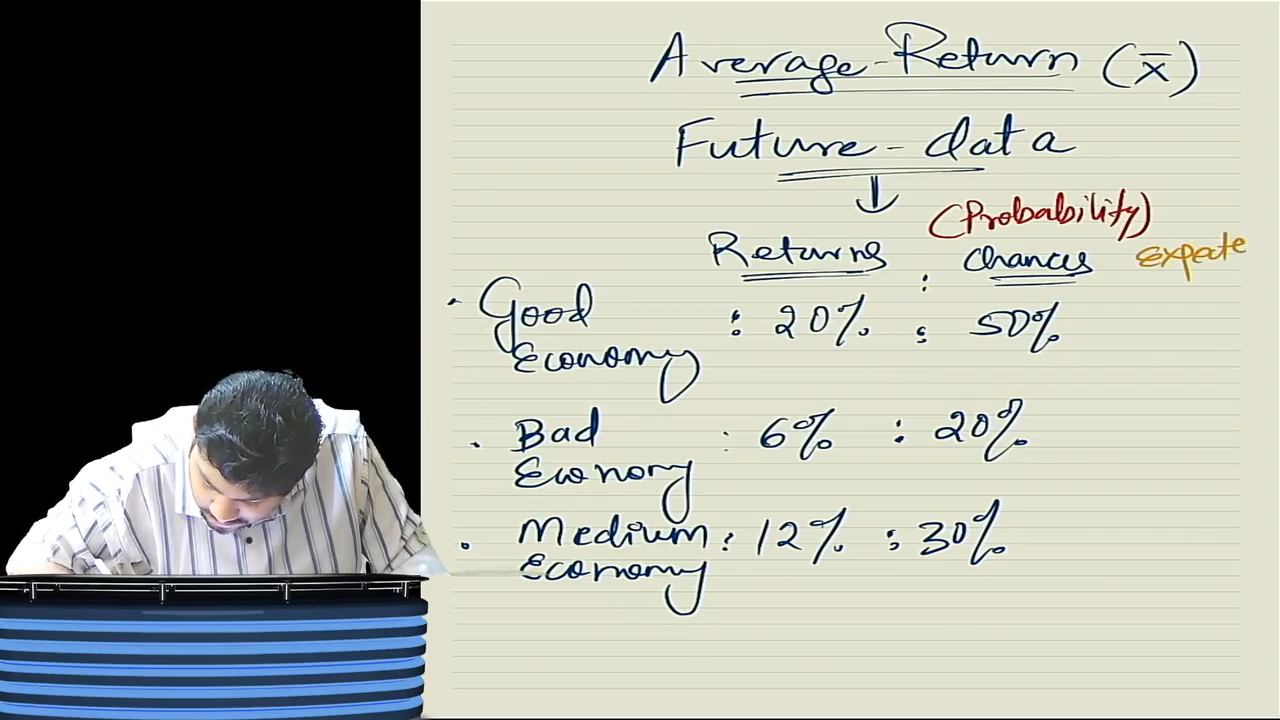 Average-Return (x̄)
Future-data
↓
(Probability)
Returns : chances expecte
• Good : 20% : 50%
Economy
• Bad : 6% : 20%
Economy
• Medium : 12% : 30%
Economy